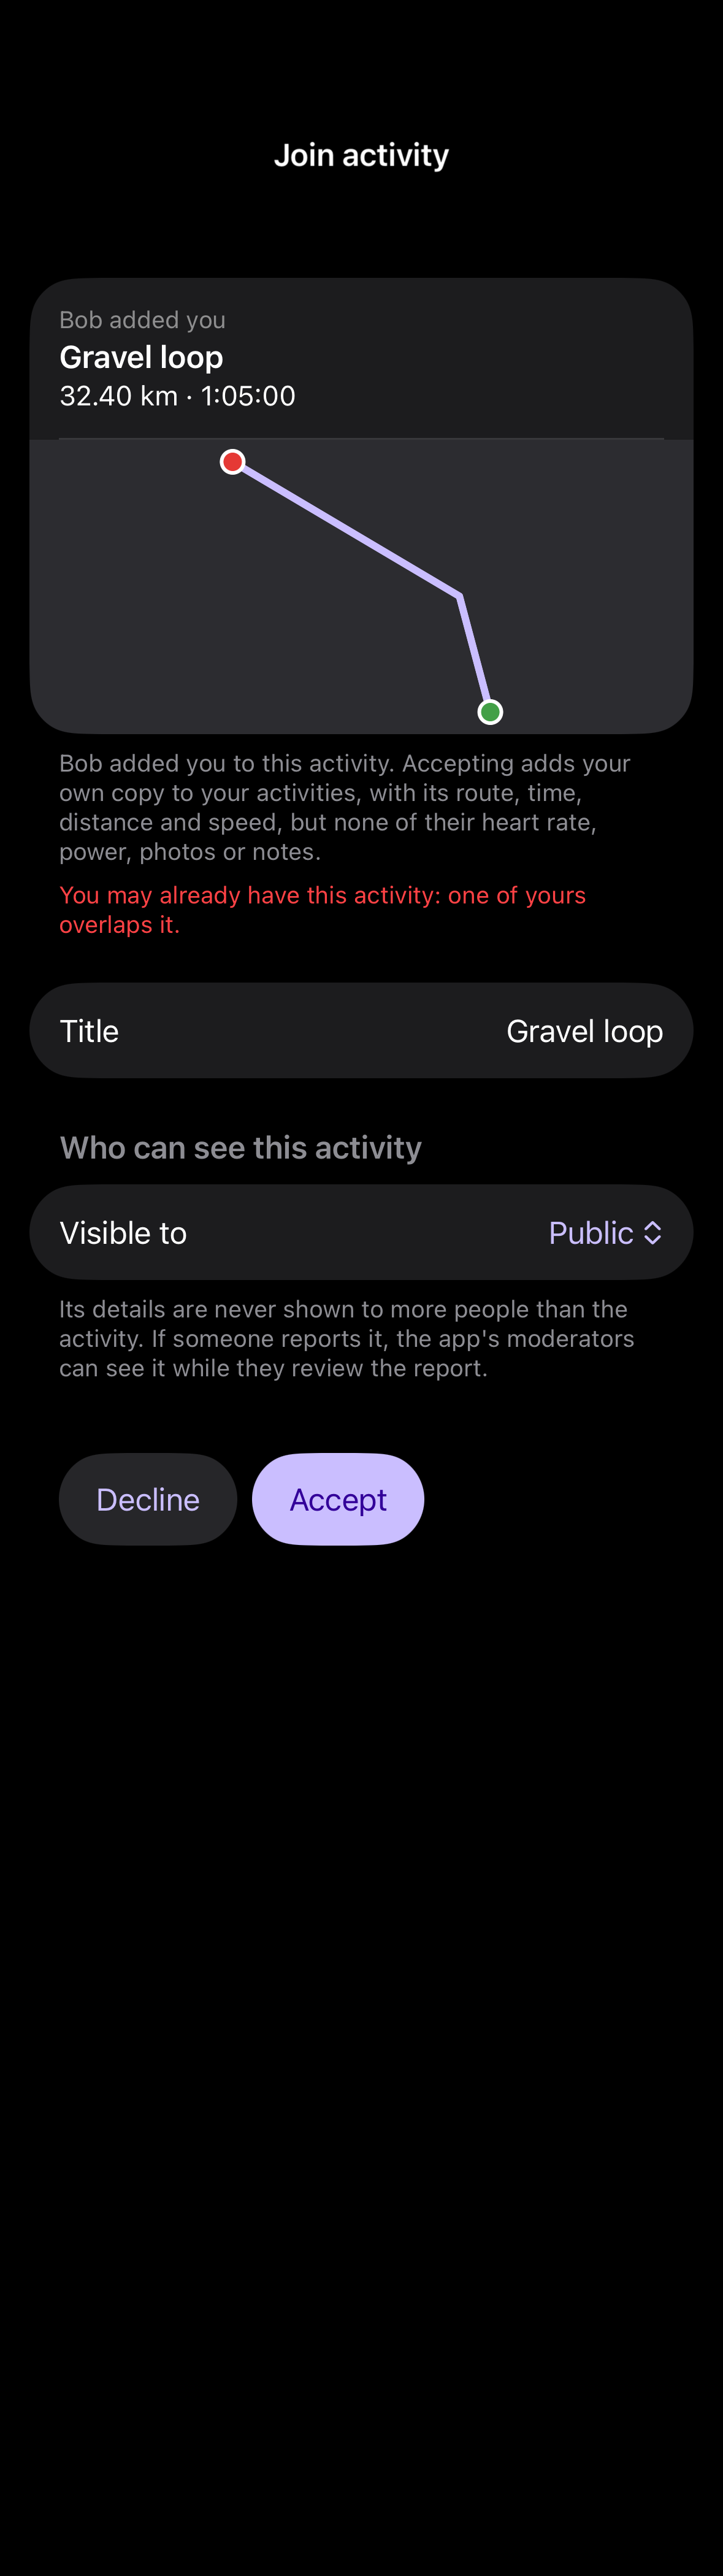 Join activity
Bob added you
Gravel loop
32.40 km · 1:05:00
Bob added you to this activity. Accepting adds your
own copy to your activities, with its route, time,
distance and speed, but none of their heart rate,
power, photos or notes.
You may already have this activity: one of yours
overlaps it.
Title Gravel loop
Who can see this activity
Visible to Public
Its details are never shown to more people than the
activity. If someone reports it, the app's moderators
can see it while they review the report.
Decline Accept